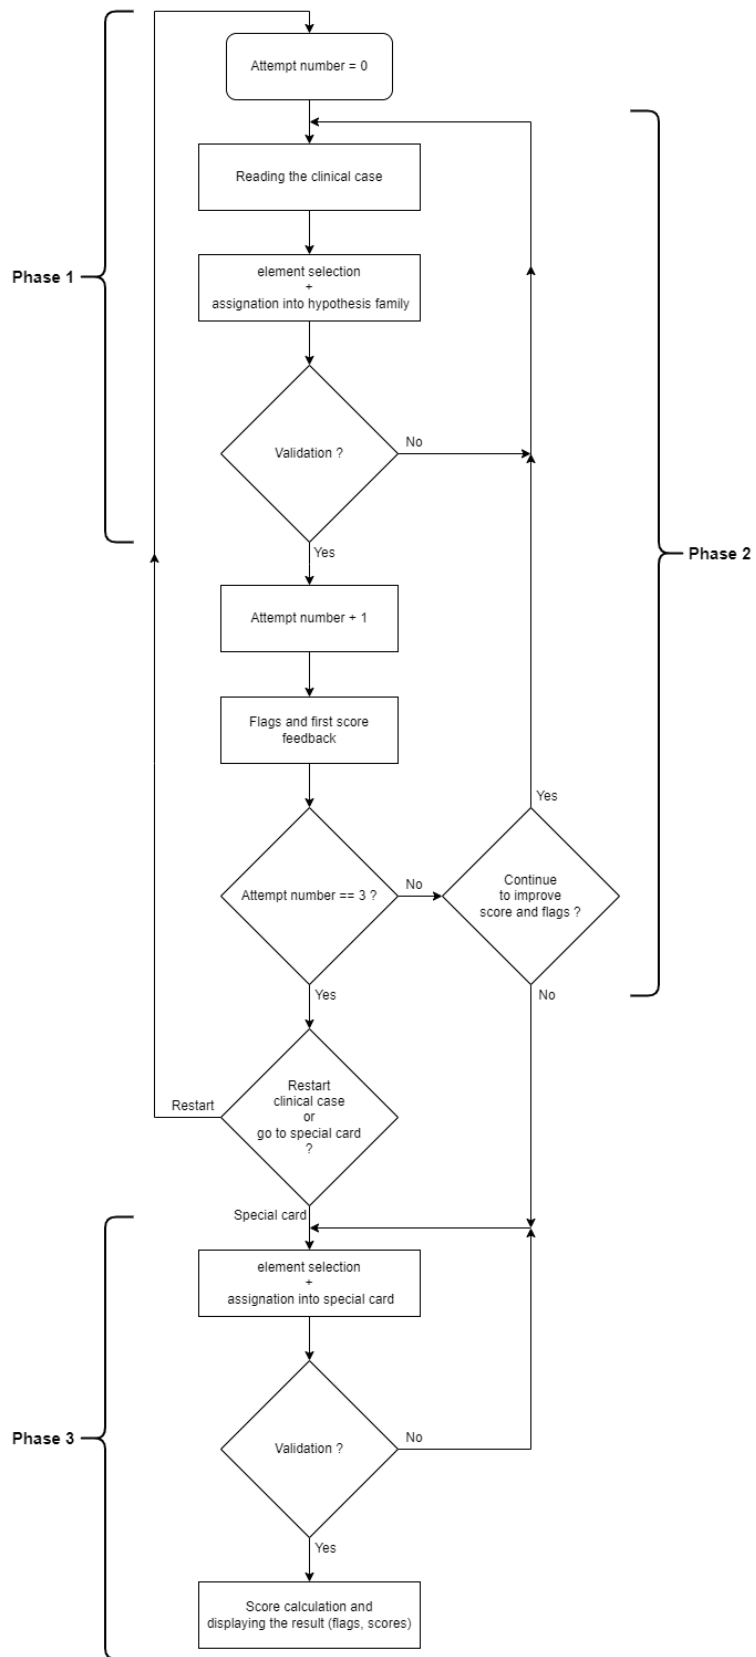 Attempt number = 0
Reading the clinical case
Phase 1
element selection
+
assignation into hypothesis family
Validation ?
No
Yes
Phase 2
Attempt number + 1
Flags and first score
feedback
Yes
Attempt number == 3 ?
No
Continue
to improve
score and flags ?
Yes
No
Restart
clinical case
or
go to special card
?
Restart
Special card
element selection
+
assignation into special card
Phase 3
Validation ?
No
Yes
Score calculation and
displaying the result (flags, scores)